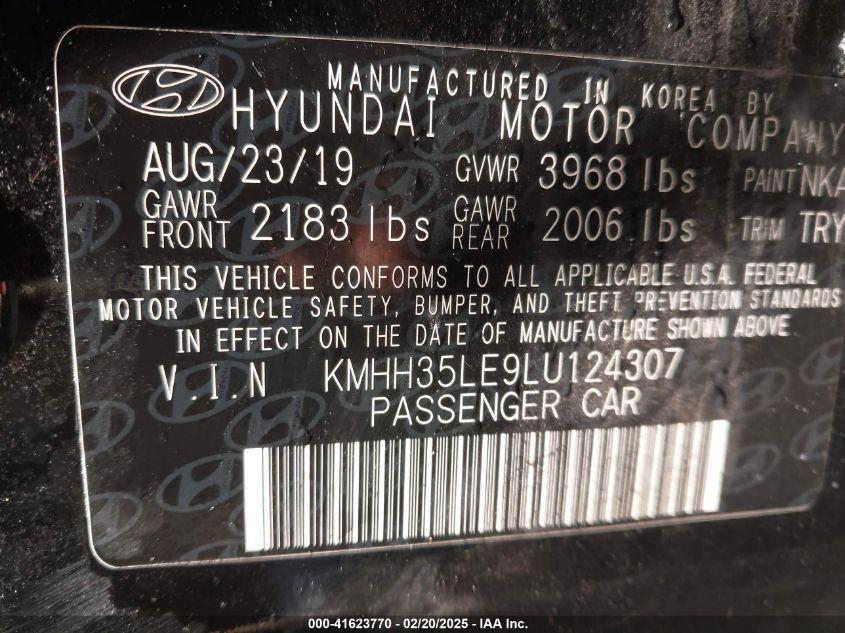 MANUFACTURED IN KOREA BY
HYUNDAI MOTOR COMPANY
AUG/23/19 GVWR 3968 lbs PAINT NKA
GAWR FRONT 2183 lbs GAWR REAR 2006 lbs TRIM TRY
THIS VEHICLE CONFORMS TO ALL APPLICABLE U.S.A. FEDERAL
MOTOR VEHICLE SAFETY, BUMPER, AND THEFT PREVENTION STANDARDS
IN EFFECT ON THE DATE OF MANUFACTURE SHOWN ABOVE
V.I.N KMHH35LE9LU124307
PASSENGER CAR
000-41623770 - 02/20/2025 - IAA Inc.